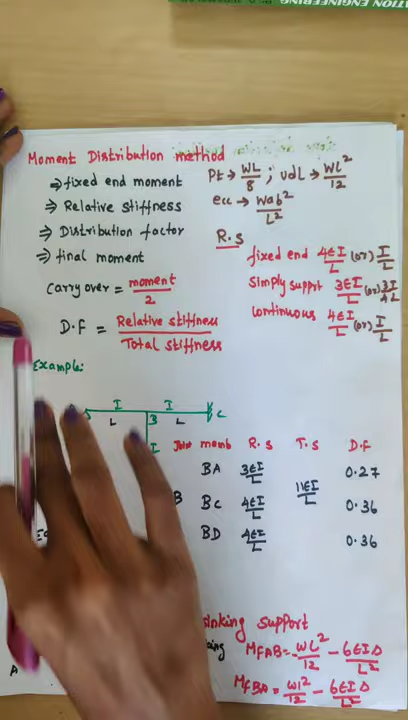 ATION ENGINEERING
Moment Distribution method
⇒ fixed end moment
⇒ Relative stiffness
⇒ Distribution factor
⇒ final moment
Pt → WL/8 ; udl → WL²/12
ecc → Wab²/L²
R.S
fixed end 4EI/L (or) I/L
Simply supprt 3EI/L (or) 3I/4L
continuous 4EI/L (or) I/L
Carry over = moment/2
D.F = Relative stiffness/Total stiffness
Example:
I I
L B L C
I
Joint memb R.S T.S D.F
BA 3EI/L 0.27
B BC 4EI/L 11EI/L 0.36
BD 4EI/L 0.36
sinking support
MFAB = -WL²/12 - 6EIΔ/L²
MFBA = WL²/12 - 6EIΔ/L²
A